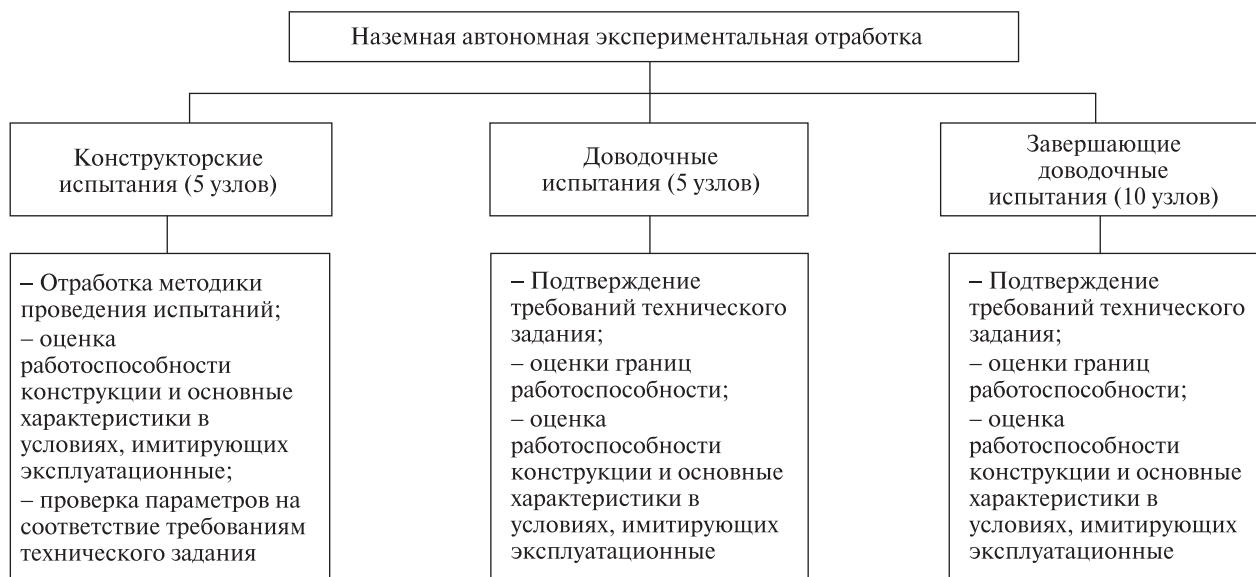 Наземная автономная экспериментальная отработка
Конструкторские
испытания (5 узлов)
Доводочные
испытания (5 узлов)
Завершающие
доводочные
испытания (10 узлов)
– Отработка методики
проведения испытаний;
– оценка
работоспособности
конструкции и основные
характеристики в
условиях, имитирующих
эксплуатационные;
– проверка параметров на
соответствие требованиям
технического задания
– Подтверждение
требований технического
задания;
– оценки границ
работоспособности;
– оценка
работоспособности
конструкции и основные
характеристики в
условиях, имитирующих
эксплуатационные
– Подтверждение
требований технического
задания;
– оценки границ
работоспособности;
– оценка
работоспособности
конструкции и основные
характеристики в
условиях, имитирующих
эксплуатационные